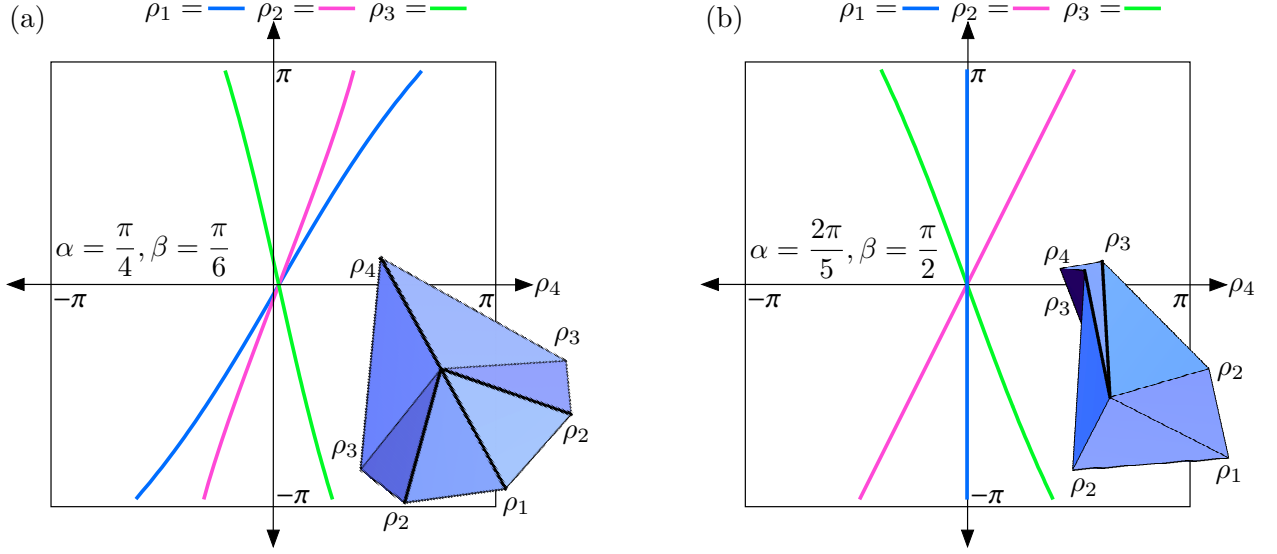 (a) ρ₁ = ρ₂ = ρ₃ =
π
α = π/4, β = π/6
−π π ρ₄
−π
ρ₄
ρ₃
ρ₂
ρ₃
ρ₁
ρ₂
(b) ρ₁ = ρ₂ = ρ₃ =
π
α = 2π/5, β = π/2
−π π ρ₄
−π
ρ₃
ρ₄
ρ₃
ρ₂
ρ₁
ρ₂